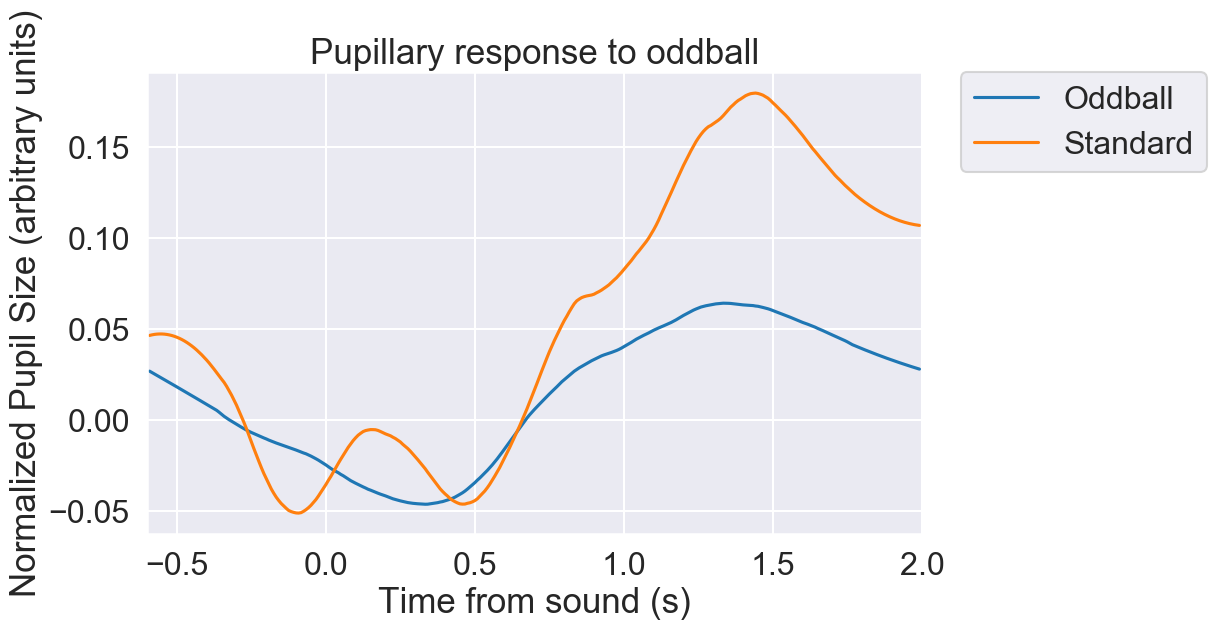 Pupillary response to oddball
Normalized Pupil Size (arbitrary units)
0.15
0.10
0.05
0.00
−0.05
−0.5
0.0
0.5
1.0
1.5
2.0
Time from sound (s)
Oddball
Standard